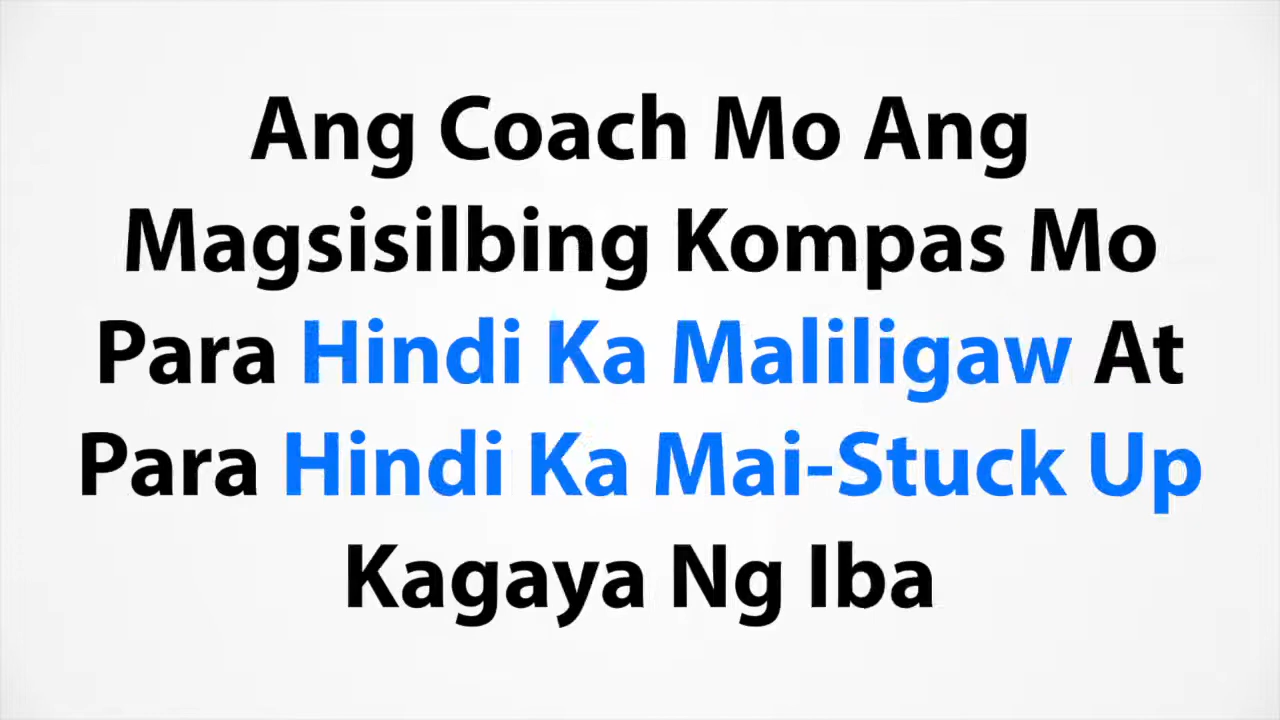 Ang Coach Mo Ang
Magsisilbing Kompas Mo
Para Hindi Ka Maliligaw At
Para Hindi Ka Mai-Stuck Up
Kagaya Ng Iba